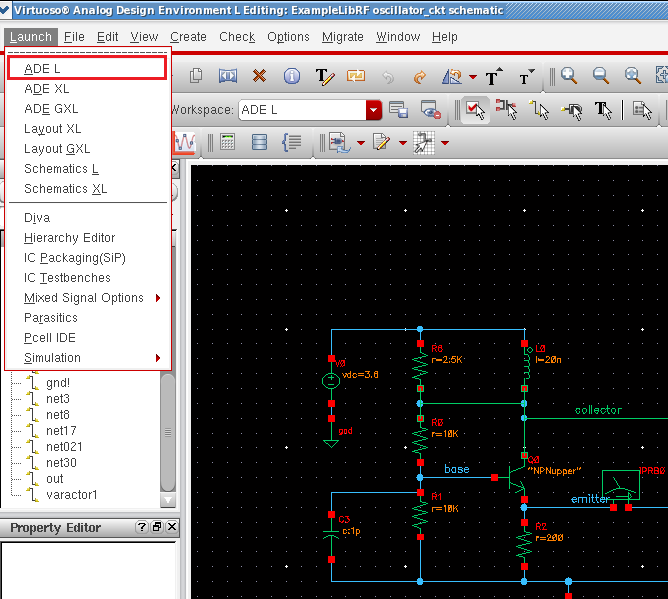 Virtuoso® Analog Design Environment L Editing: ExampleLibRF oscillator_ckt schematic
Launch File Edit View Create Check Options Migrate Window Help
ADE L
ADE XL
ADE GXL
Layout XL
Layout GXL
Schematics L
Schematics XL
Diva
Hierarchy Editor
IC Packaging(SiP)
IC Testbenches
Mixed Signal Options
Parasitics
Pcell IDE
Simulation
Workspace: ADE L
gnd!
net3
net8
net17
net021
net30
out
varactor1
Property Editor
V0
vdc=3.0
gnd
R6
r=2.5K
L0
l=20n
collector
R0
r=10K
Q0
"NPNupper"
base
IPRB0
emitter
R1
r=10K
C3
c:1p
R2
r=200